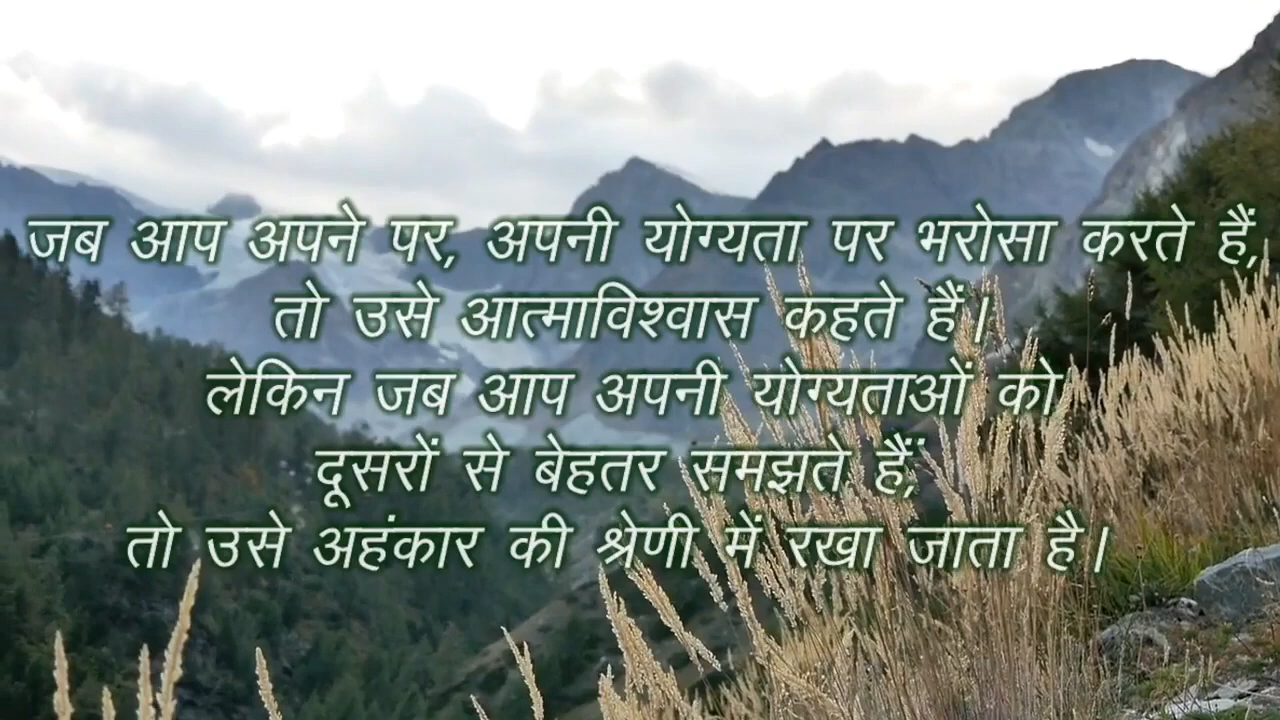 जब आप अपने पर, अपनी योग्यता पर भरोसा करते हैं,
तो उसे आत्माविश्वास कहते हैं।
लेकिन जब आप अपनी योग्यताओं को
दूसरों से बेहतर समझते हैं;
तो उसे अहंकार की श्रेणी में रखा जाता है।